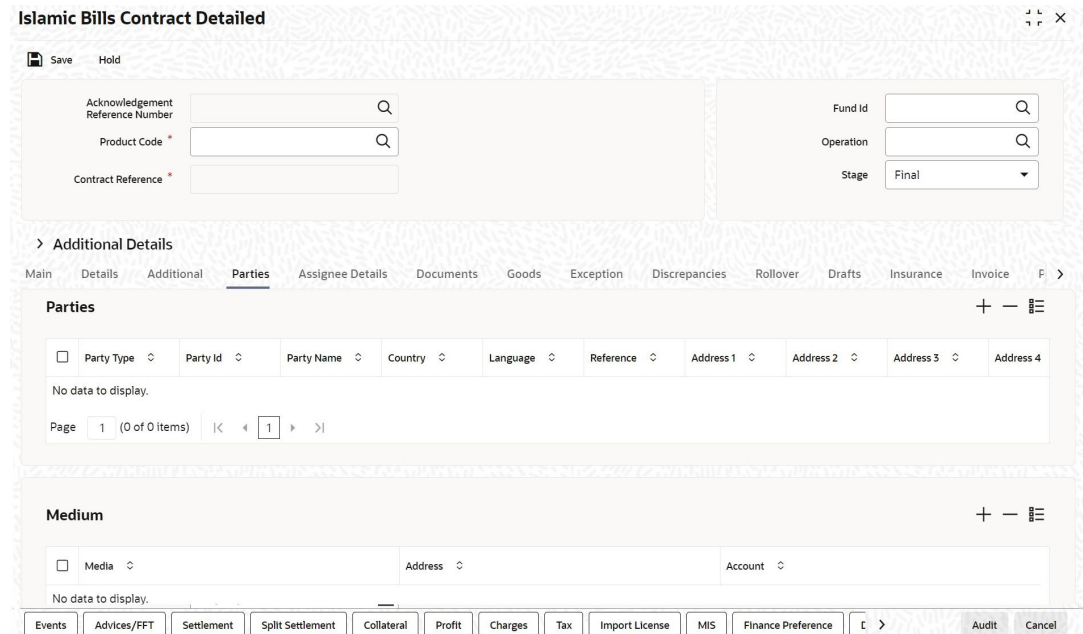 Islamic Bills Contract Detailed
Save Hold
Acknowledgement
Reference Number
Product Code *
Contract Reference *
Fund Id
Operation
Stage Final
Additional Details
Main Details Additional Parties Assignee Details Documents Goods Exception Discrepancies Rollover Drafts Insurance Invoice
Parties
Party Type Party Id Party Name Country Language Reference Address 1 Address 2 Address 3 Address 4
No data to display.
Page 1 (0 of 0 items) 1
Medium
Media Address Account
No data to display.
Events Advices/FFT Settlement Split Settlement Collateral Profit Charges Tax Import License MIS Finance Preference Audit Cancel